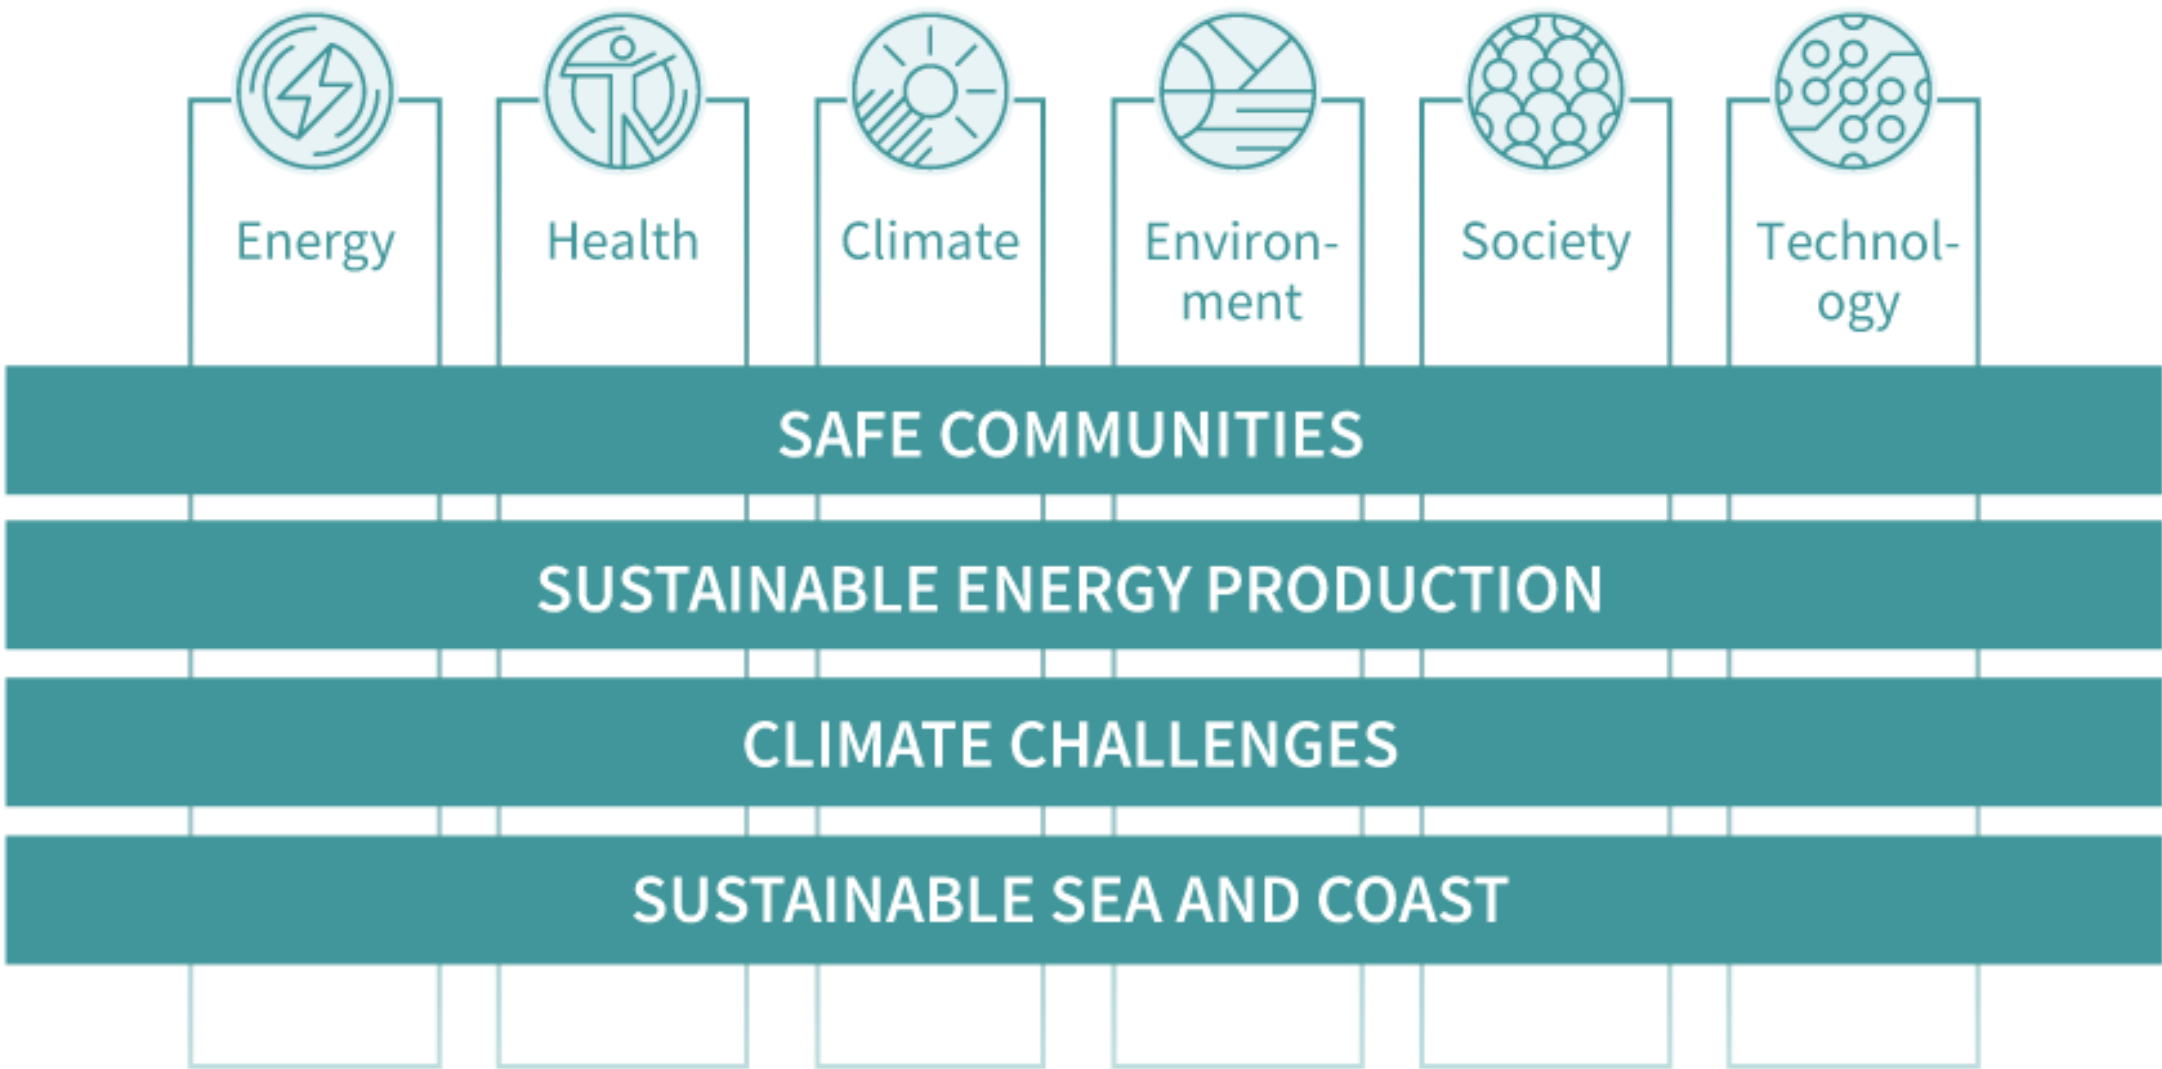 Energy
Health
Climate
Environ-
ment
Society
Technol-
ogy
SAFE COMMUNITIES
SUSTAINABLE ENERGY PRODUCTION
CLIMATE CHALLENGES
SUSTAINABLE SEA AND COAST